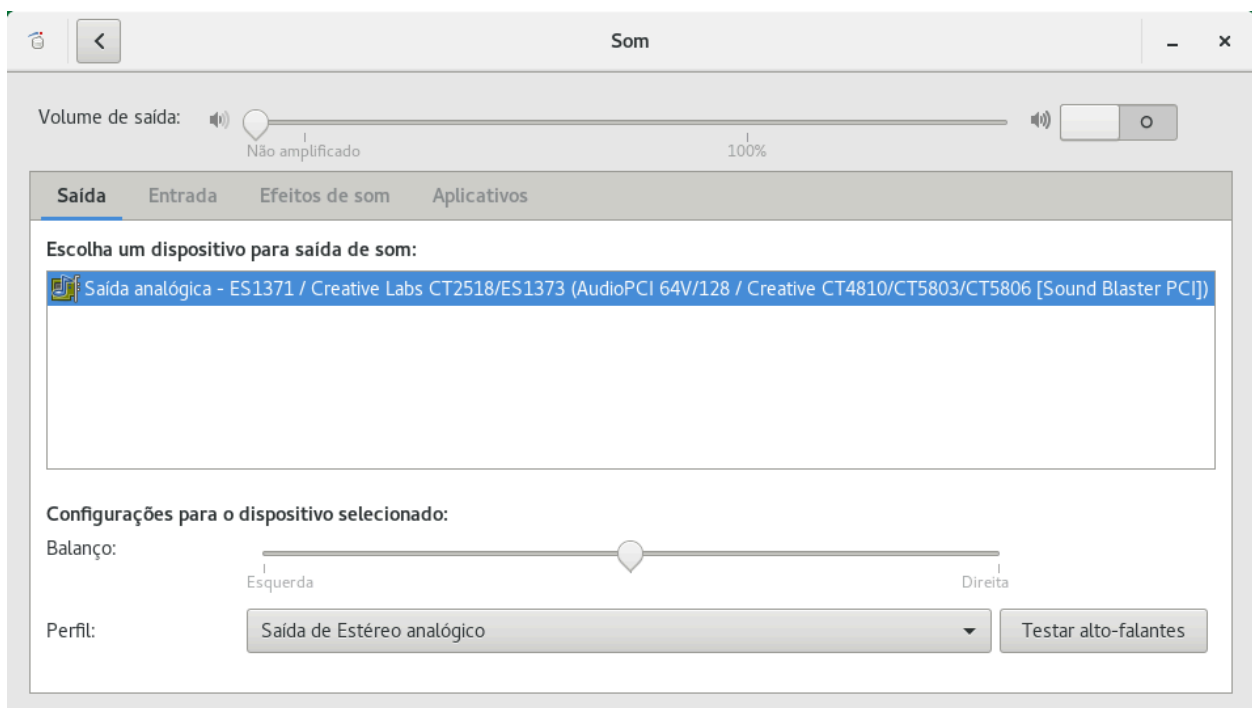 Som
Volume de saída:
Não amplificado
100%
Saída Entrada Efeitos de som Aplicativos
Escolha um dispositivo para saída de som:
Saída analógica - ES1371 / Creative Labs CT2518/ES1373 (AudioPCI 64V/128 / Creative CT4810/CT5803/CT5806 [Sound Blaster PCI])
Configurações para o dispositivo selecionado:
Balanço:
Esquerda
Direita
Perfil:
Saída de Estéreo analógico
Testar alto-falantes